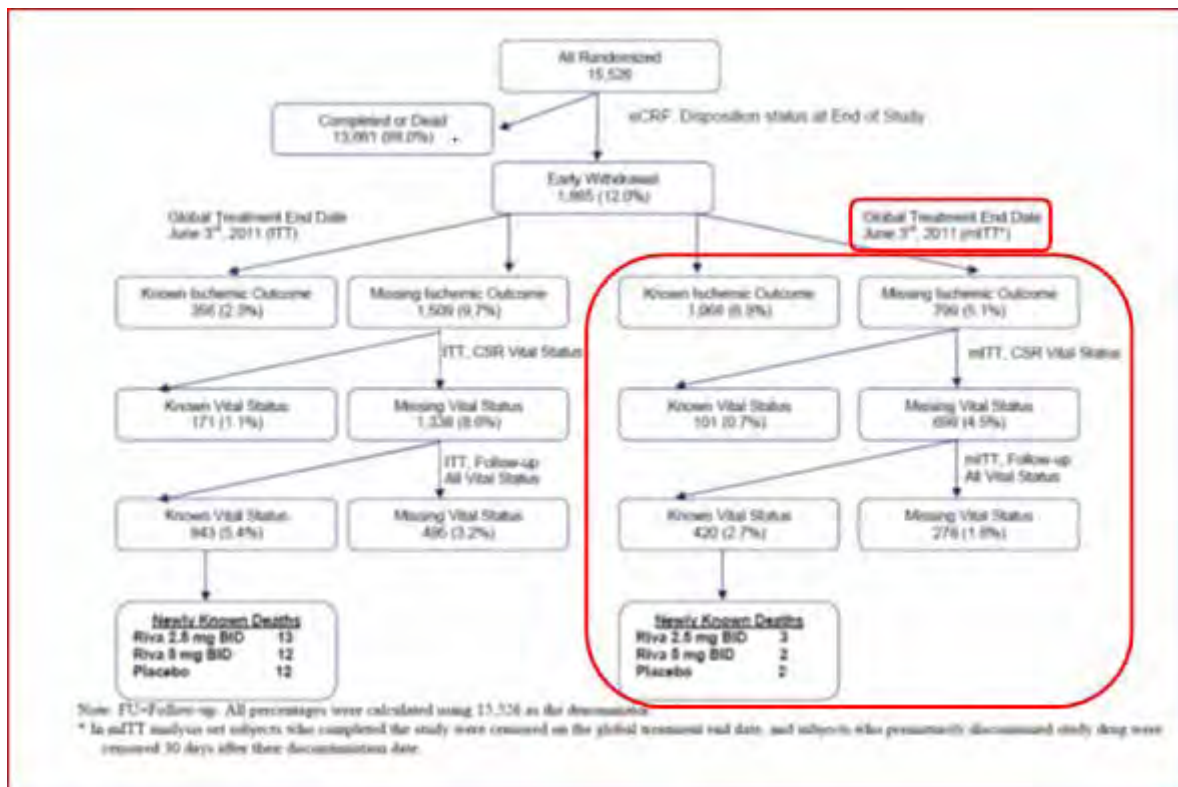 All Randomized
15,526
Completed or Dead
13,661 (88.0%)
eCRF. Disposition status at End of Study
Early Withdrawal
1,865 (12.0%)
Global Treatment End Date
June 3rd, 2011 (ITT)
Global Treatment End Date
June 3rd, 2011 (mITT*)
Known Ischemic Outcome
356 (2.3%)
Missing Ischemic Outcome
1,509 (9.7%)
Known Ischemic Outcome
1,066 (6.9%)
Missing Ischemic Outcome
799 (5.1%)
ITT, CSR Vital Status
mITT, CSR Vital Status
Known Vital Status
171 (1.1%)
Missing Vital Status
1,338 (8.6%)
Known Vital Status
101 (0.7%)
Missing Vital Status
698 (4.5%)
ITT, Follow-up
All Vital Status
mITT, Follow-up
All Vital Status
Known Vital Status
843 (5.4%)
Missing Vital Status
495 (3.2%)
Known Vital Status
420 (2.7%)
Missing Vital Status
278 (1.8%)
Newly Known Deaths
Riva 2.5 mg BID 13
Riva 5 mg BID 12
Placebo 12
Newly Known Deaths
Riva 2.5 mg BID 3
Riva 5 mg BID 2
Placebo 2
Note: FU=Follow-up. All percentages were calculated using 15,526 as the denominator
* In mITT analysis set subjects who completed the study were censored on the global treatment end date, and subjects who prematurely discontinued study drug were
censored 30 days after their discontinuation date.